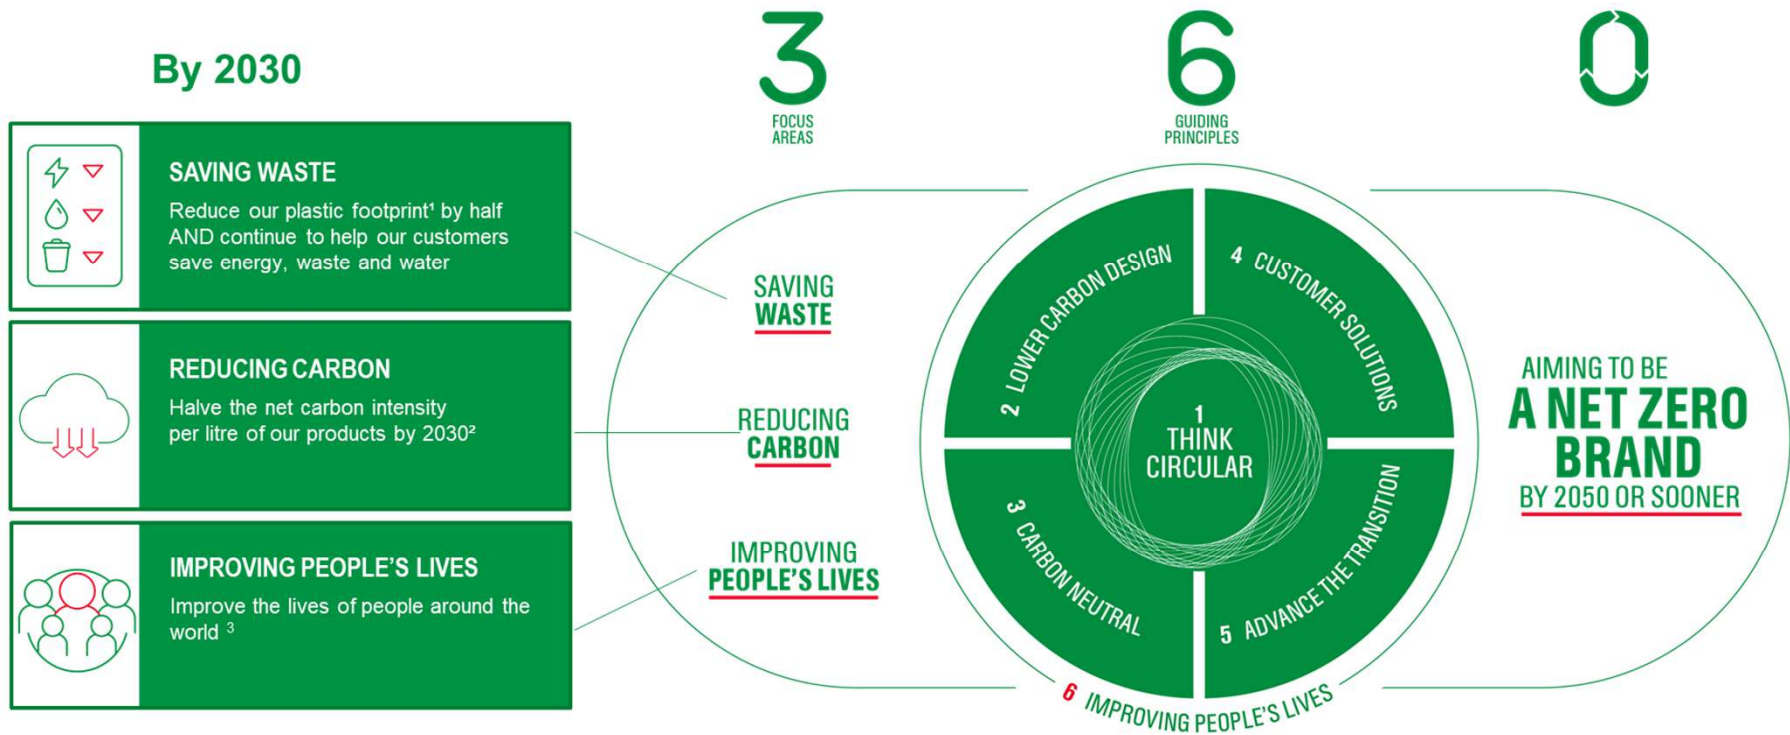 By 2030
SAVING WASTE
Reduce our plastic footprint¹ by half
AND continue to help our customers
save energy, waste and water
REDUCING CARBON
Halve the net carbon intensity
per litre of our products by 2030²
IMPROVING PEOPLE'S LIVES
Improve the lives of people around the
world ³
3
FOCUS
AREAS
SAVING
WASTE
REDUCING
CARBON
IMPROVING
PEOPLE'S LIVES
6
GUIDING
PRINCIPLES
1
THINK
CIRCULAR
2 LOWER CARBON DESIGN
3 CARBON NEUTRAL
4 CUSTOMER SOLUTIONS
5 ADVANCE THE TRANSITION
6 IMPROVING PEOPLE'S LIVES
0
AIMING TO BE
A NET ZERO
BRAND
BY 2050 OR SOONER